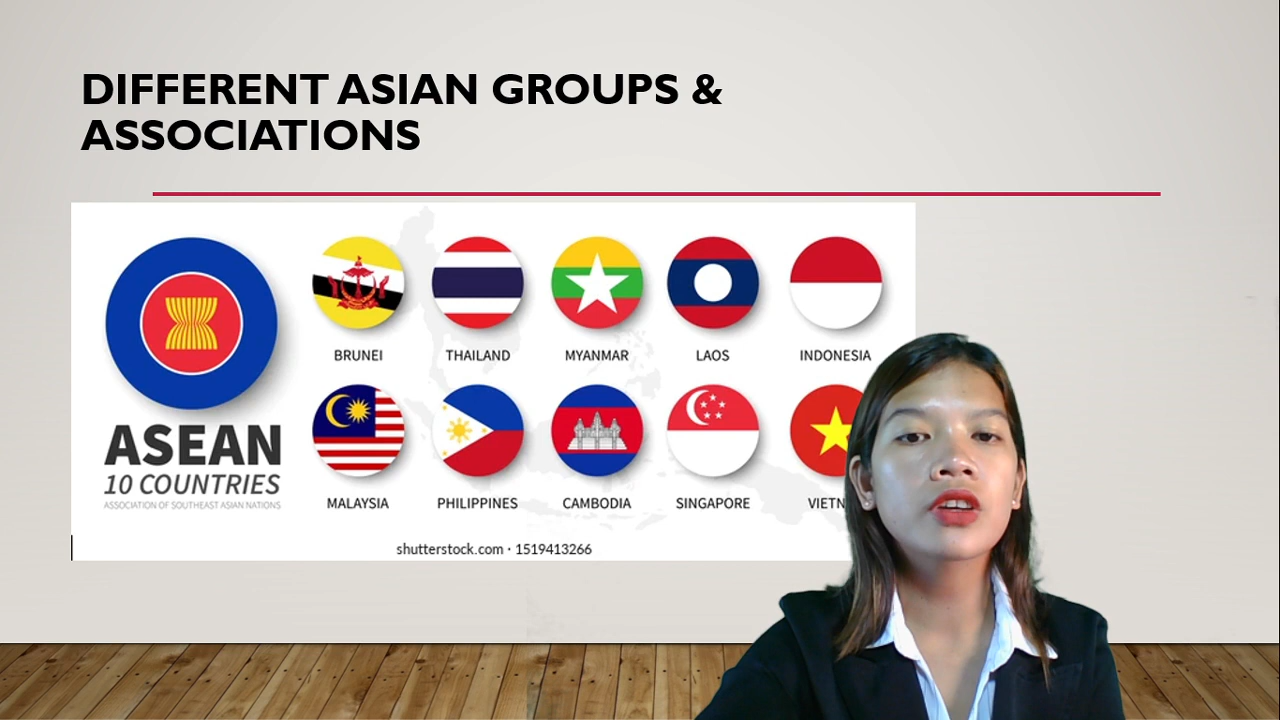 DIFFERENT ASIAN GROUPS &
ASSOCIATIONS
BRUNEI THAILAND MYANMAR LAOS INDONESIA
ASEAN
10 COUNTRIES
ASSOCIATION OF SOUTHEAST ASIAN NATIONS
MALAYSIA PHILIPPINES CAMBODIA SINGAPORE VIETN
shutterstock.com · 1519413266